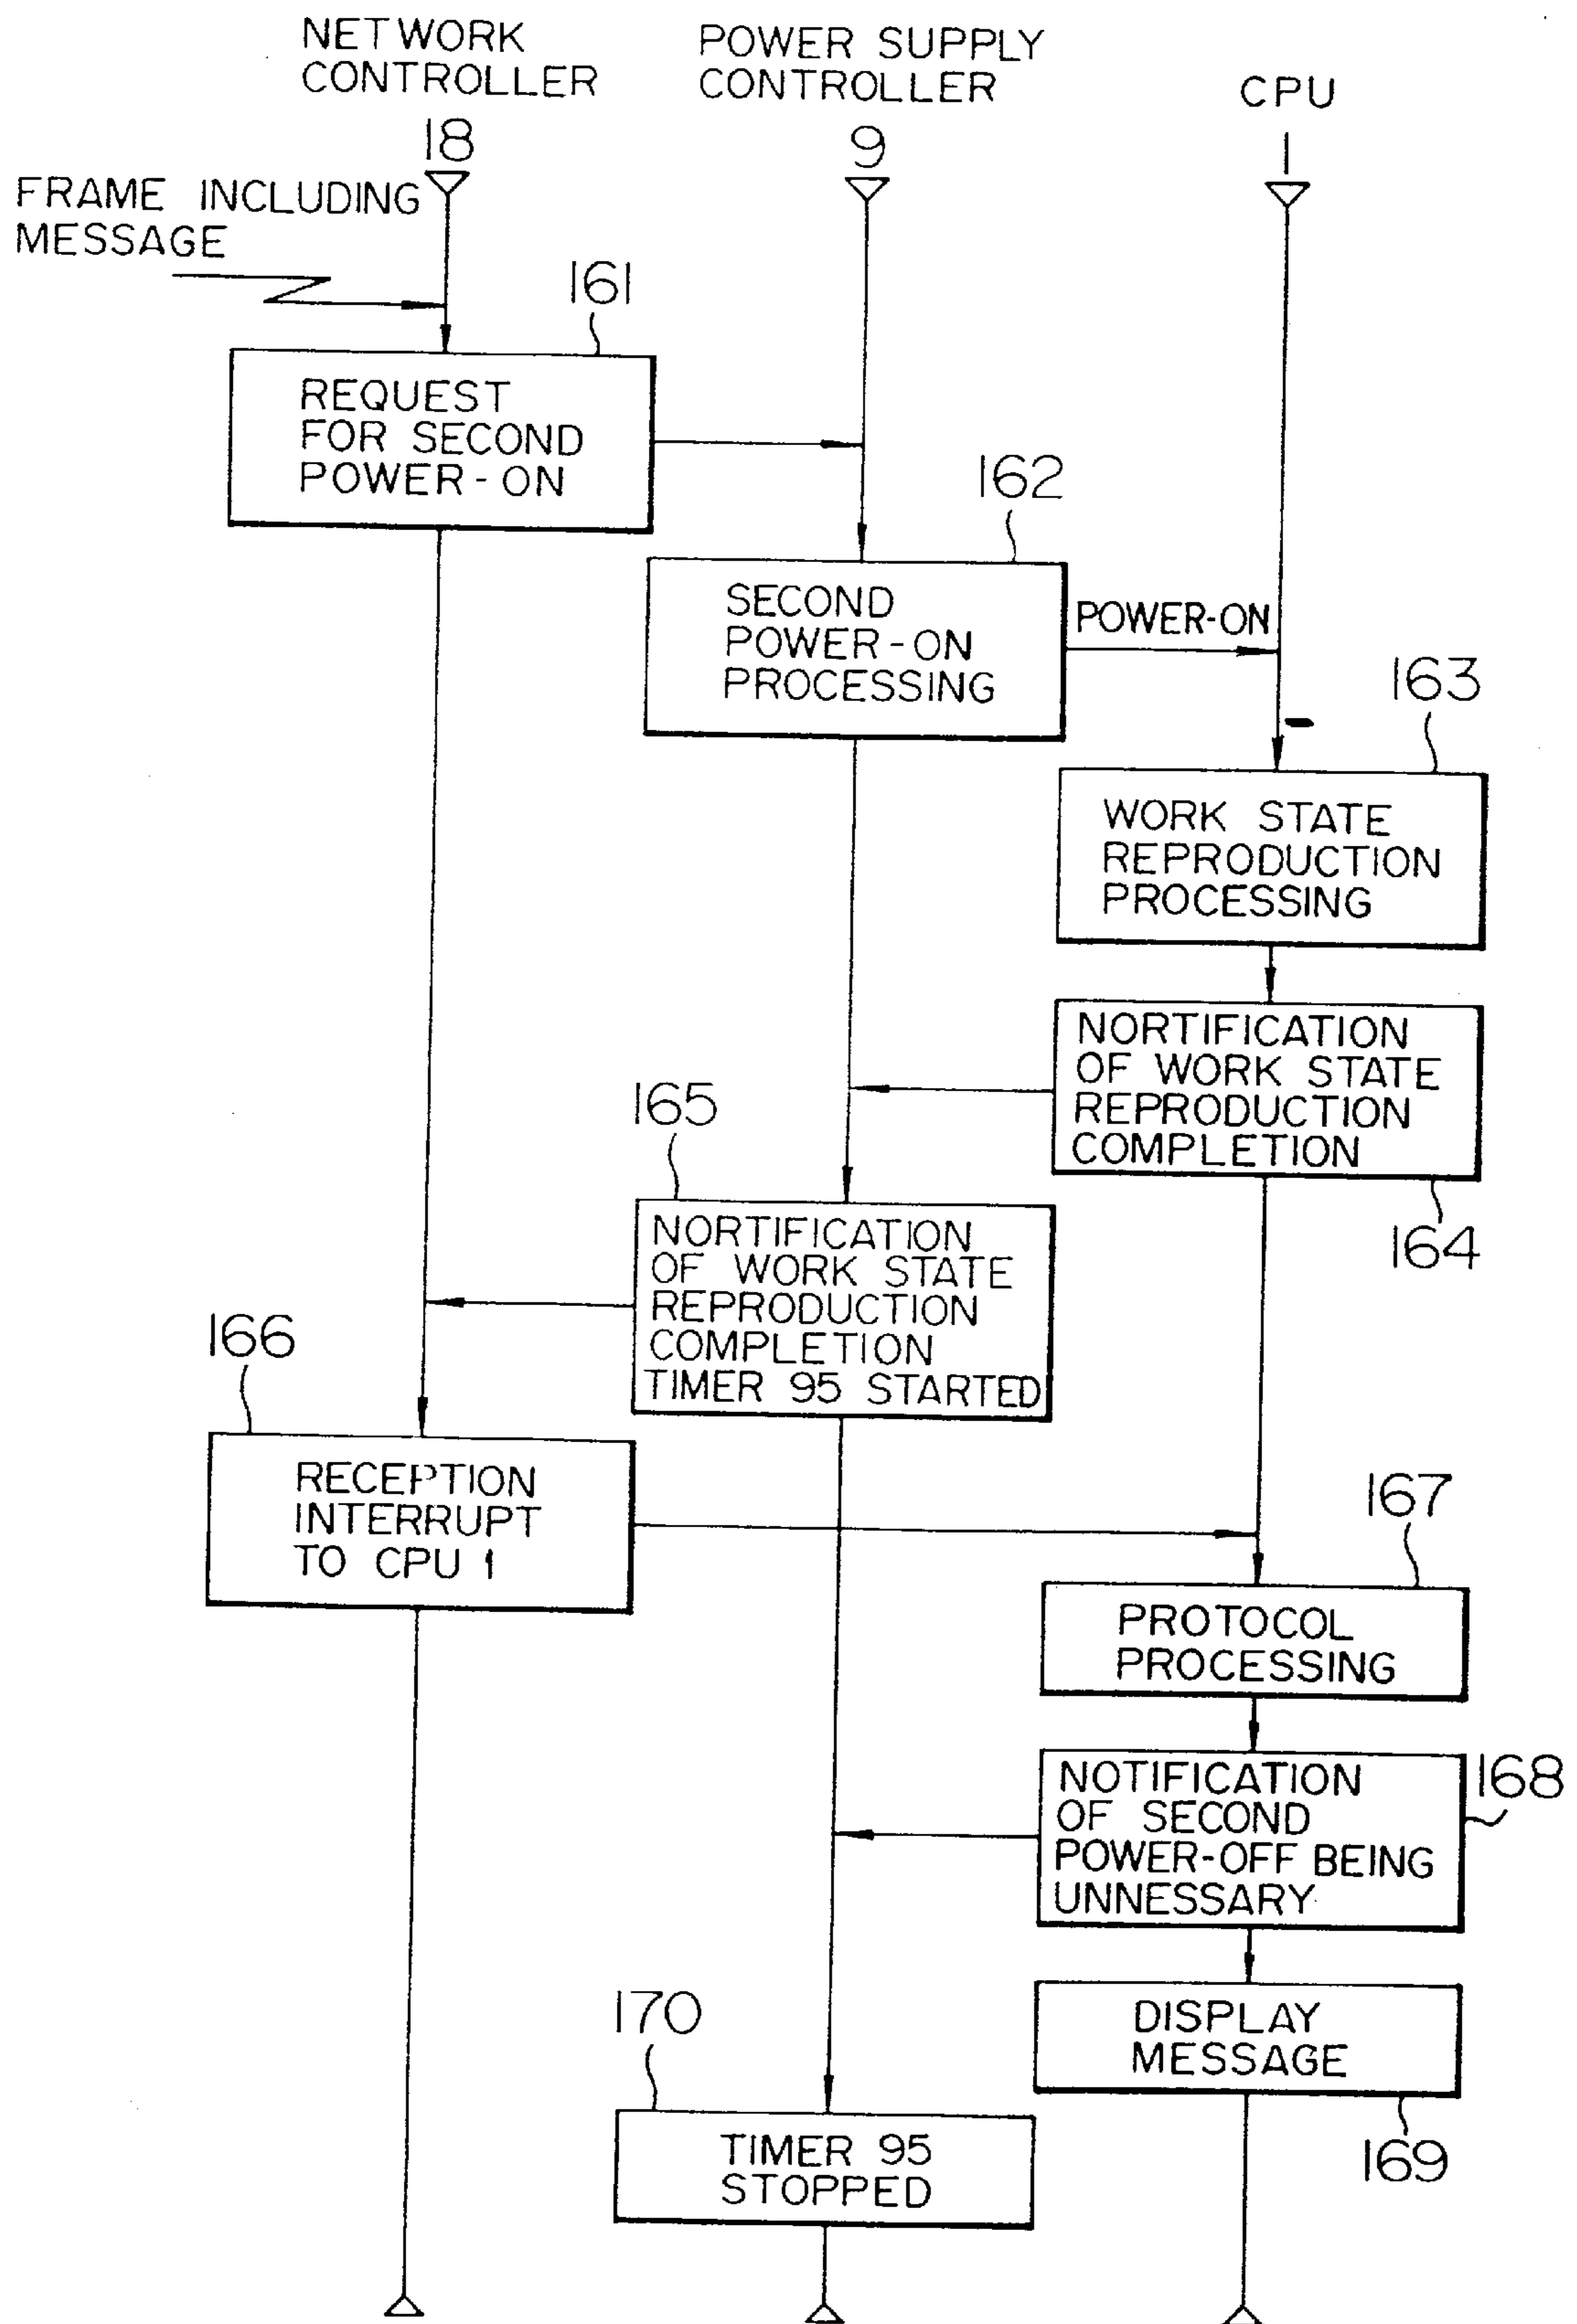 NETWORK
CONTROLLER
18
POWER SUPPLY
CONTROLLER
9
CPU
1
FRAME INCLUDING
MESSAGE
161
REQUEST
FOR SECOND
POWER-ON
162
SECOND
POWER-ON
PROCESSING
POWER-ON
163
WORK STATE
REPRODUCTION
PROCESSING
NORTIFICATION
OF WORK STATE
REPRODUCTION
COMPLETION
164
165
NORTIFICATION
OF WORK STATE
REPRODUCTION
COMPLETION
TIMER 95 STARTED
166
RECEPTION
INTERRUPT
TO CPU 1
167
PROTOCOL
PROCESSING
168
NOTIFICATION
OF SECOND
POWER-OFF BEING
UNNESSARY
DISPLAY
MESSAGE
169
170
TIMER 95
STOPPED